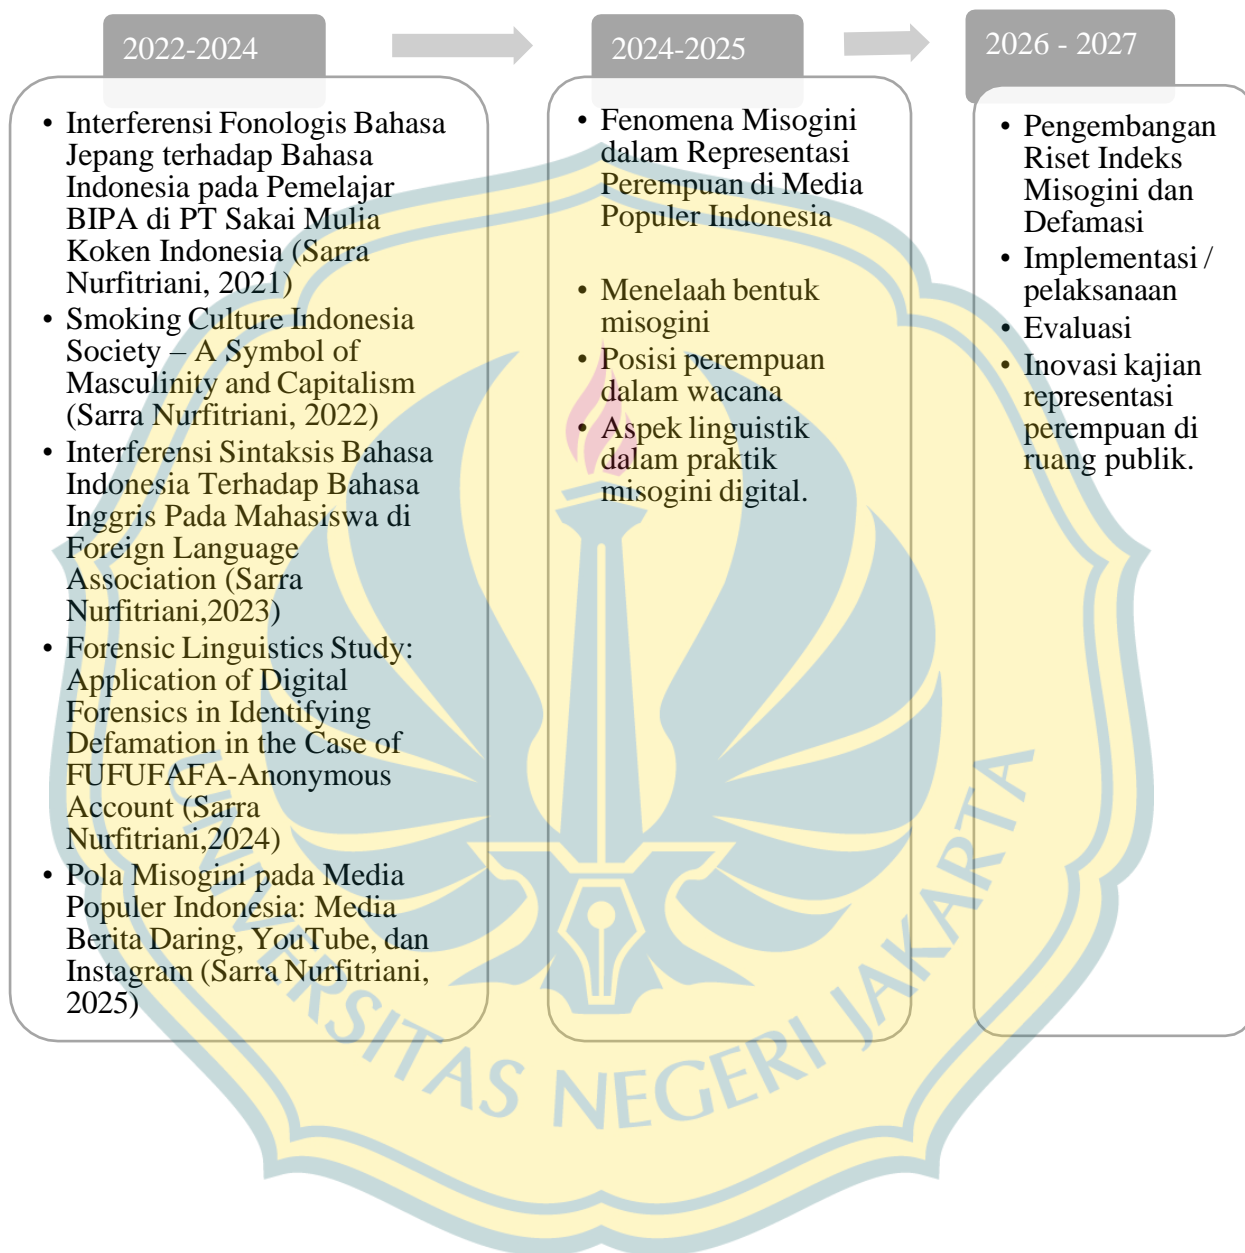 2022-2024
• Interferensi Fonologis Bahasa
Jepang terhadap Bahasa
Indonesia pada Pemelajar
BIPA di PT Sakai Mulia
Koken Indonesia (Sarra
Nurfitriani, 2021)
• Smoking Culture Indonesia
Society – A Symbol of
Masculinity and Capitalism
(Sarra Nurfitriani, 2022)
• Interferensi Sintaksis Bahasa
Indonesia Terhadap Bahasa
Inggris Pada Mahasiswa di
Foreign Language
Association (Sarra
Nurfitriani,2023)
• Forensic Linguistics Study:
Application of Digital
Forensics in Identifying
Defamation in the Case of
FUFUFAFA-Anonymous
Account (Sarra
Nurfitriani,2024)
• Pola Misogini pada Media
Populer Indonesia: Media
Berita Daring, YouTube, dan
Instagram (Sarra Nurfitriani,
2025)
2024-2025
• Fenomena Misogini
dalam Representasi
Perempuan di Media
Populer Indonesia
• Menelaah bentuk
misogini
• Posisi perempuan
dalam wacana
• Aspek linguistik
dalam praktik
misogini digital.
2026 - 2027
• Pengembangan
Riset Indeks
Misogini dan
Defamasi
• Implementasi /
pelaksanaan
• Evaluasi
• Inovasi kajian
representasi
perempuan di
ruang publik.
UNIVERSITAS NEGERI JAKARTA